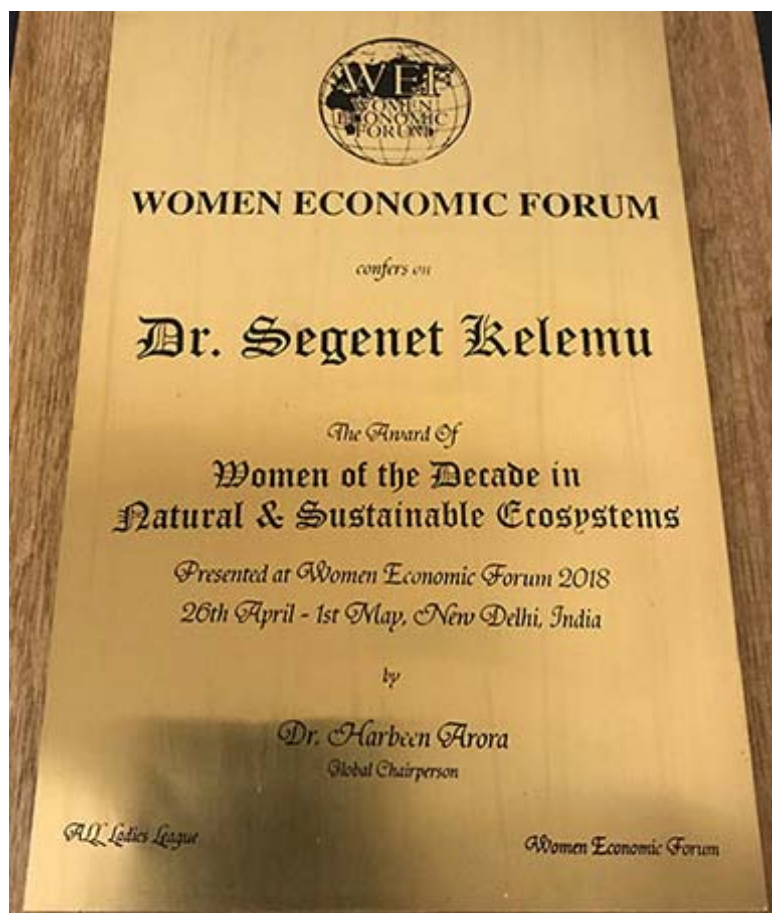 WEF
WOMEN
ECONOMIC
FORUM
WOMEN ECONOMIC FORUM
confers on
Dr. Segenet Kelemu
The Award Of
Women of the Decade in
Natural & Sustainable Ecosystems
Presented at Women Economic Forum 2018
26th April - 1st May, New Delhi, India
by
Dr. Harbeen Arora
Global Chairperson
ALL Ladies League
Women Economic Forum